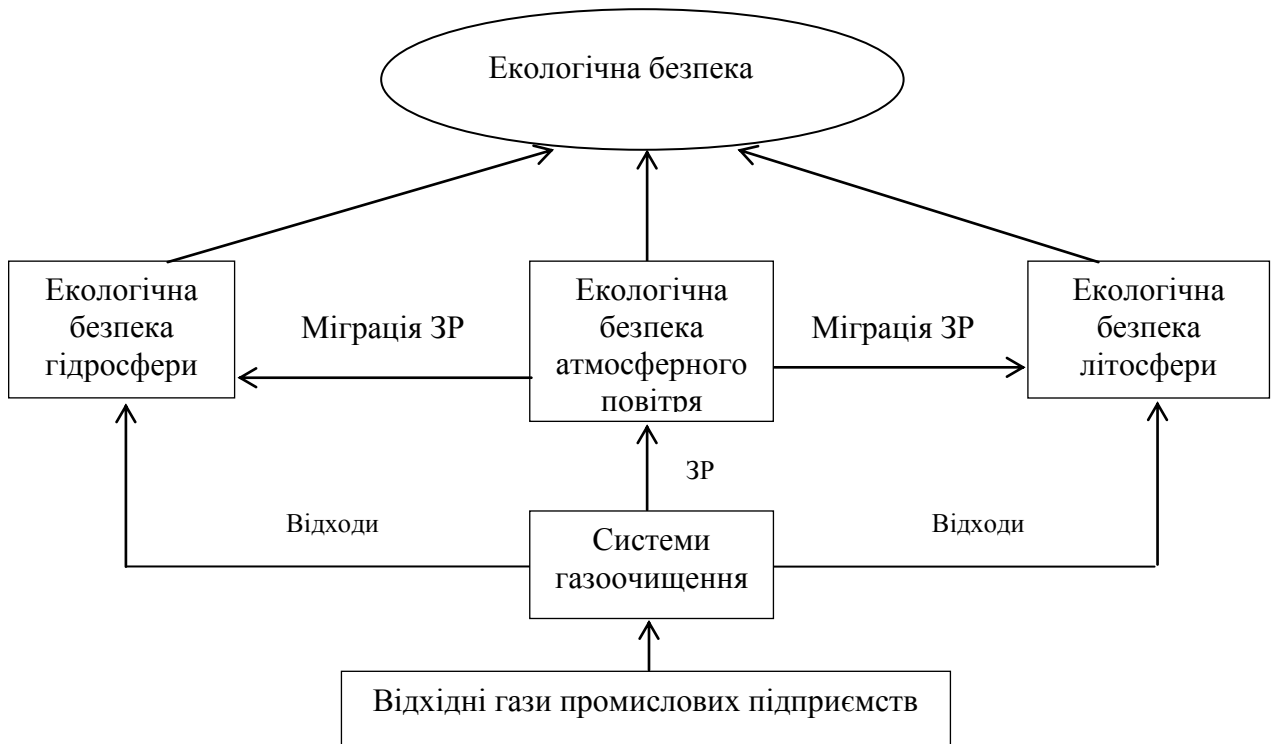 Екологічна безпека
Екологічна
безпека
гідросфери
Міграція ЗР
Екологічна
безпека
атмосферного
повітря
Міграція ЗР
Екологічна
безпека
літосфери
ЗР
Відходи
Системи
газоочищення
Відходи
Відхідні гази промислових підприємств